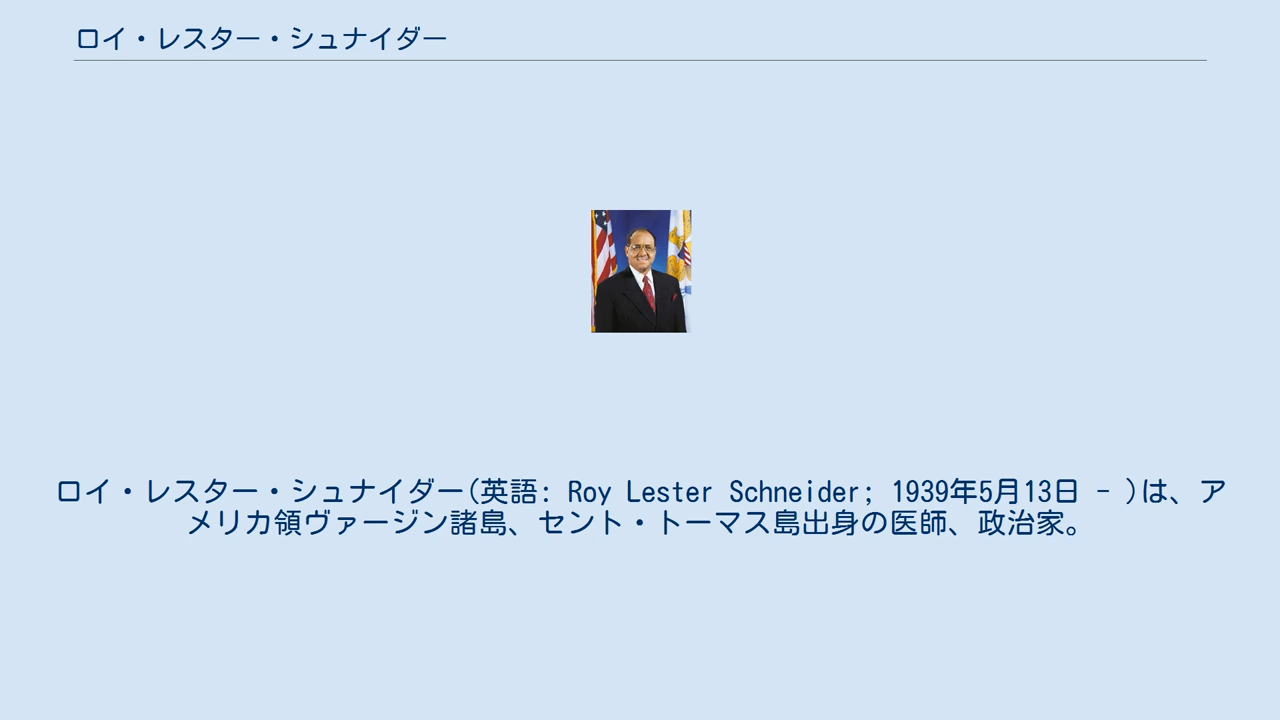 ロイ・レスター・シュナイダー
ロイ・レスター・シュナイダー(英語: Roy Lester Schneider; 1939年5月13日 - )は、ア
メリカ領ヴァージン諸島、セント・トーマス島出身の医師、政治家。